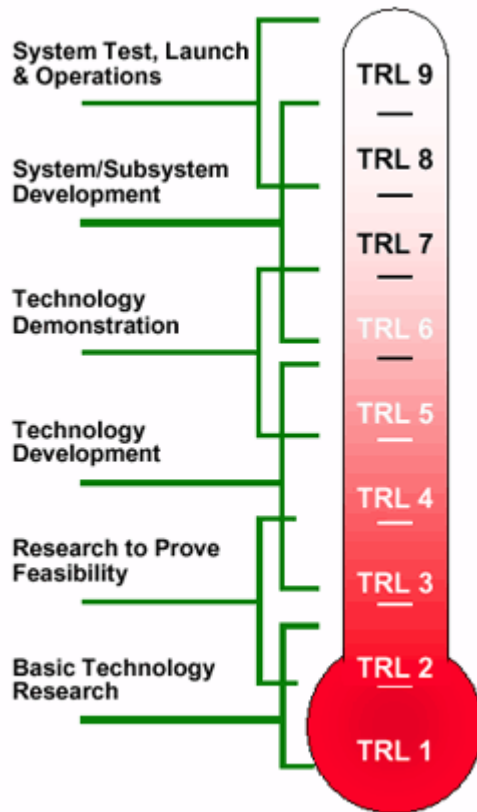 System Test, Launch
& Operations
System/Subsystem
Development
Technology
Demonstration
Technology
Development
Research to Prove
Feasibility
Basic Technology
Research
TRL 9
TRL 8
TRL 7
TRL 6
TRL 5
TRL 4
TRL 3
TRL 2
TRL 1